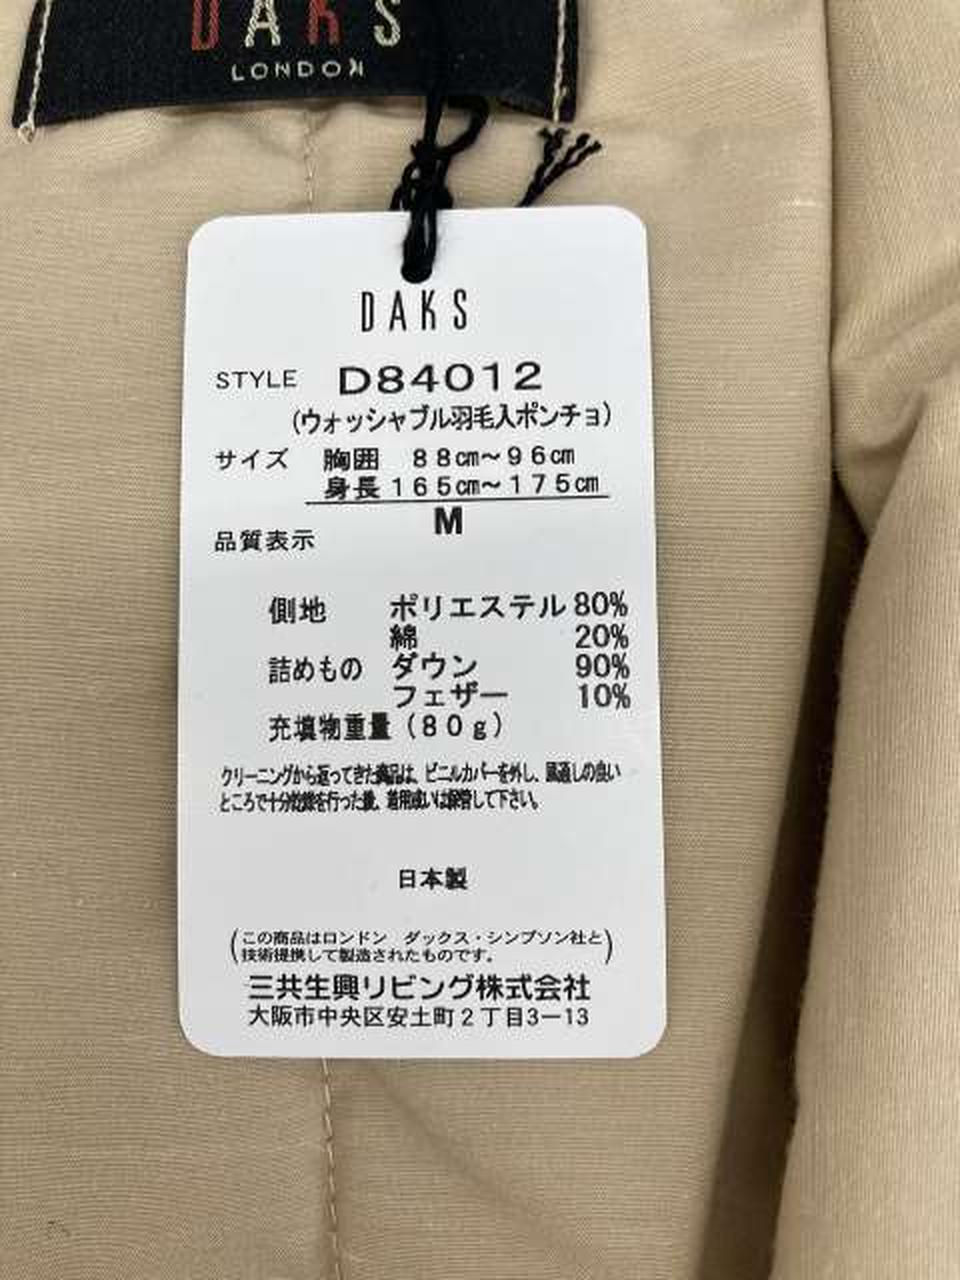 DAKS
LONDON
DAKS
STYLE D84012
(ウォッシャブル羽毛入ポンチョ)
サイズ 胸囲 88cm～96cm
身長165cm～175cm
M
品質表示
側地 ポリエステル80%
綿 20%
詰めもの ダウン 90%
フェザー 10%
充填物重量(80g)
クリーニングから返ってきた商品は、ビニルカバーを外し、風通しの良い
ところで十分乾燥を行った後、着用或いは保管して下さい。
日本製
(この商品はロンドン ダックス・シンプソン社と
技術提携して製造されたものです。)
三共生興リビング株式会社
大阪市中央区安土町2丁目3−13